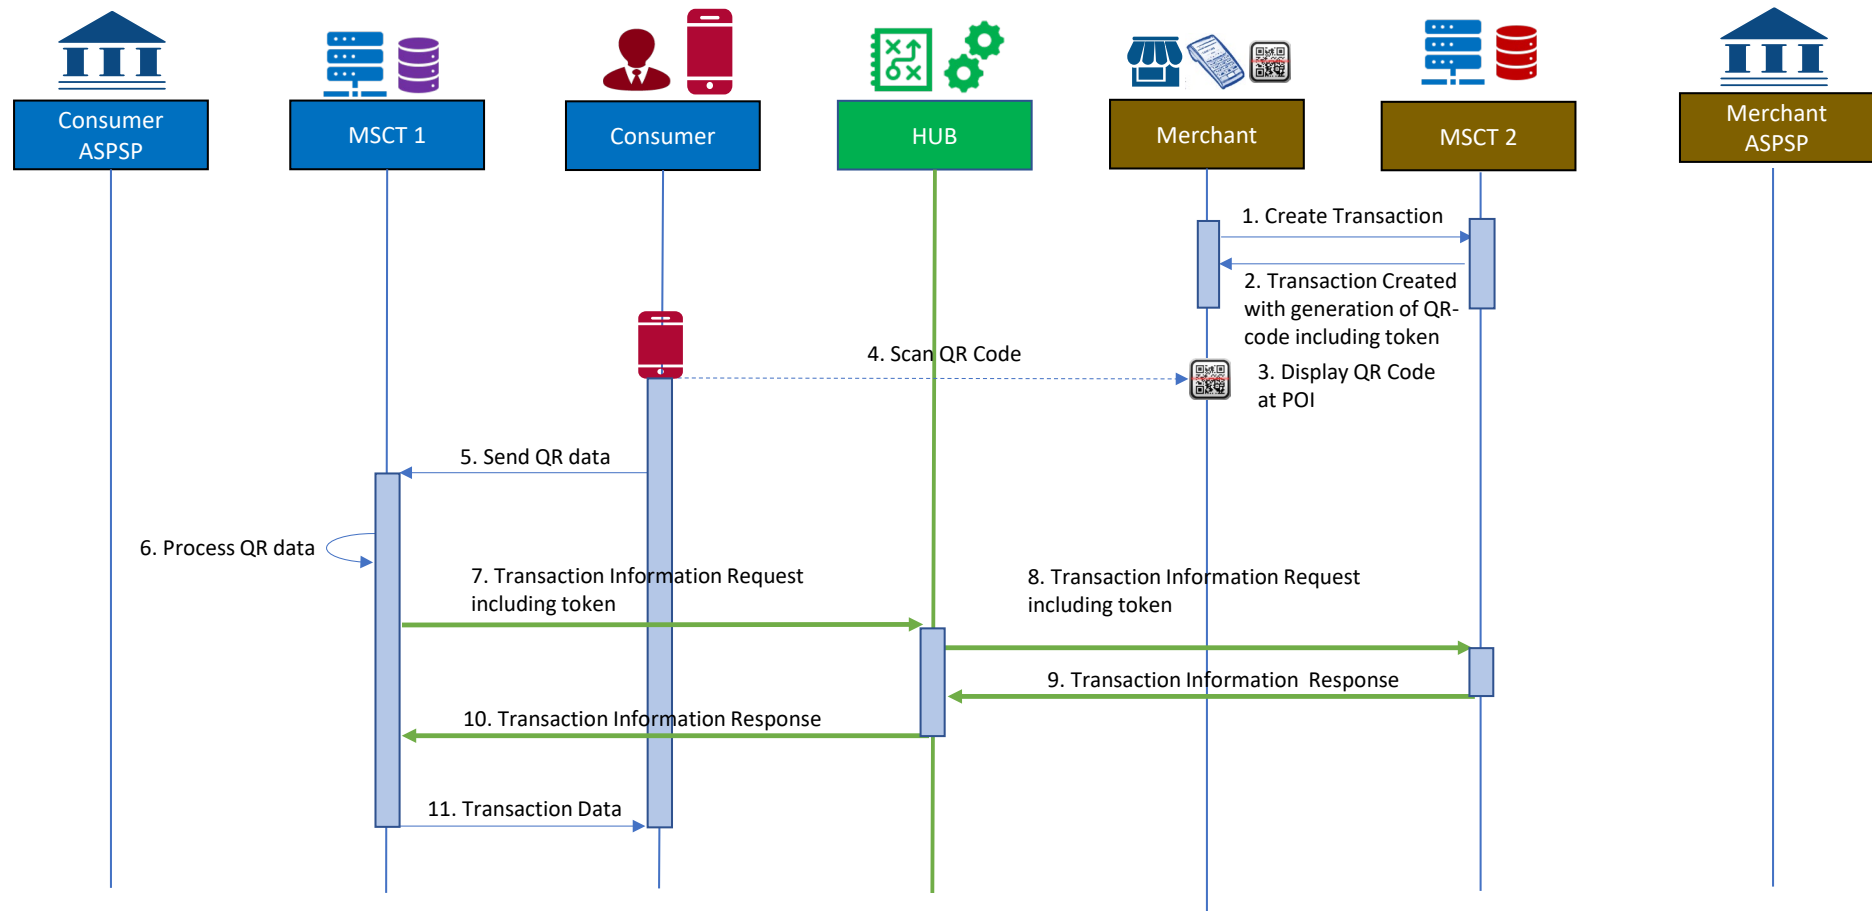 Consumer
ASPSP
MSCT 1
Consumer
HUB
Merchant
MSCT 2
Merchant
ASPSP
1. Create Transaction
2. Transaction Created
with generation of QR-
code including token
4. Scan QR Code
3. Display QR Code
at POI
5. Send QR data
6. Process QR data
7. Transaction Information Request
including token
8. Transaction Information Request
including token
9. Transaction Information  Response
10. Transaction Information Response
11. Transaction Data